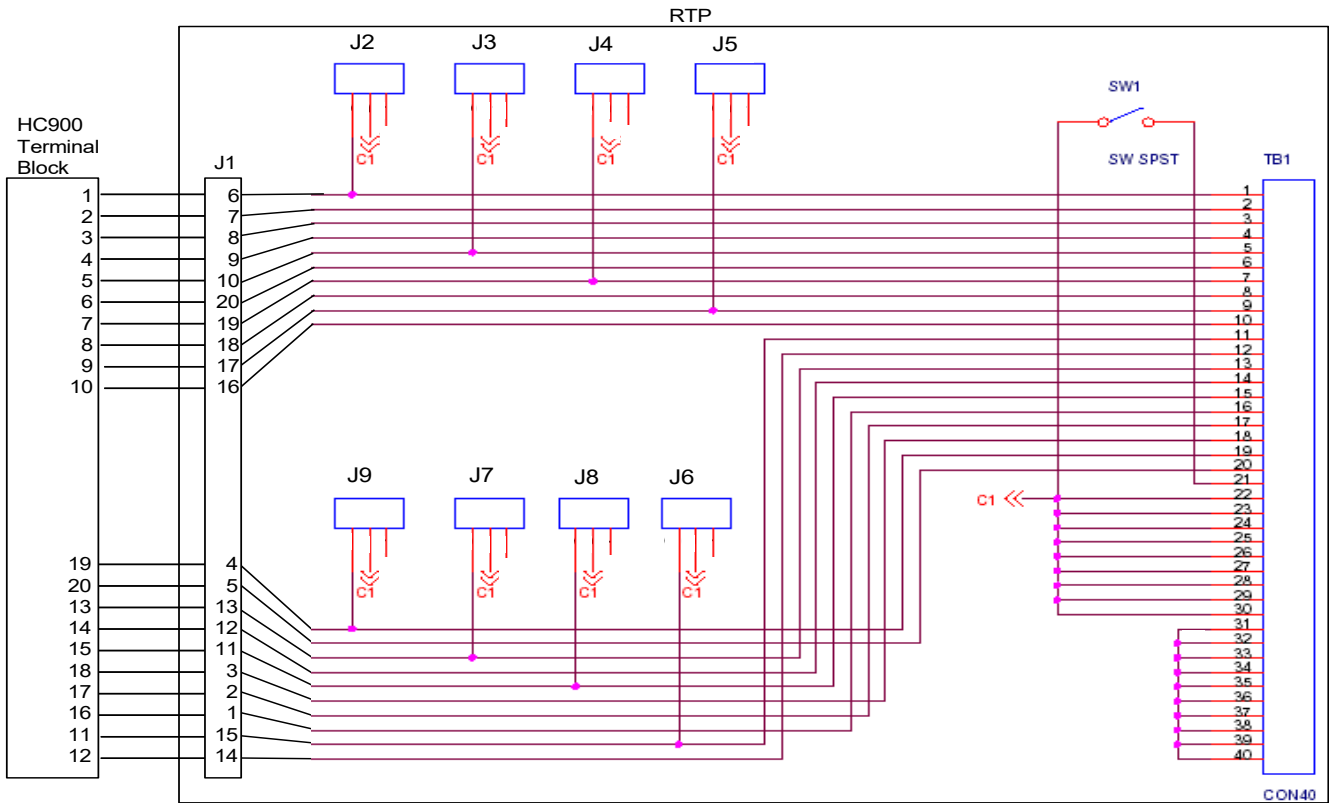 RTP
J2 J3 J4 J5
SW1
HC900
Terminal
Block
J1
SW SPST
TB1
C1 C1 C1 C1
1 6 1
2 7 2
3 8 3
4 9 4
5 10 5
6 20 6
7 19 7
8 18 8
9 17 9
10 16 10
11
12
13
14
15
16
17
18
19
20
21
J9 J7 J8 J6
C1 22
23
24
25
26
27
28
29
30
31
32
33
34
35
36
37
38
39
40
C1 C1 C1 C1
19 4
20 5
13 13
14 12
15 11
18 3
17 2
16 1
11 15
12 14
CON40